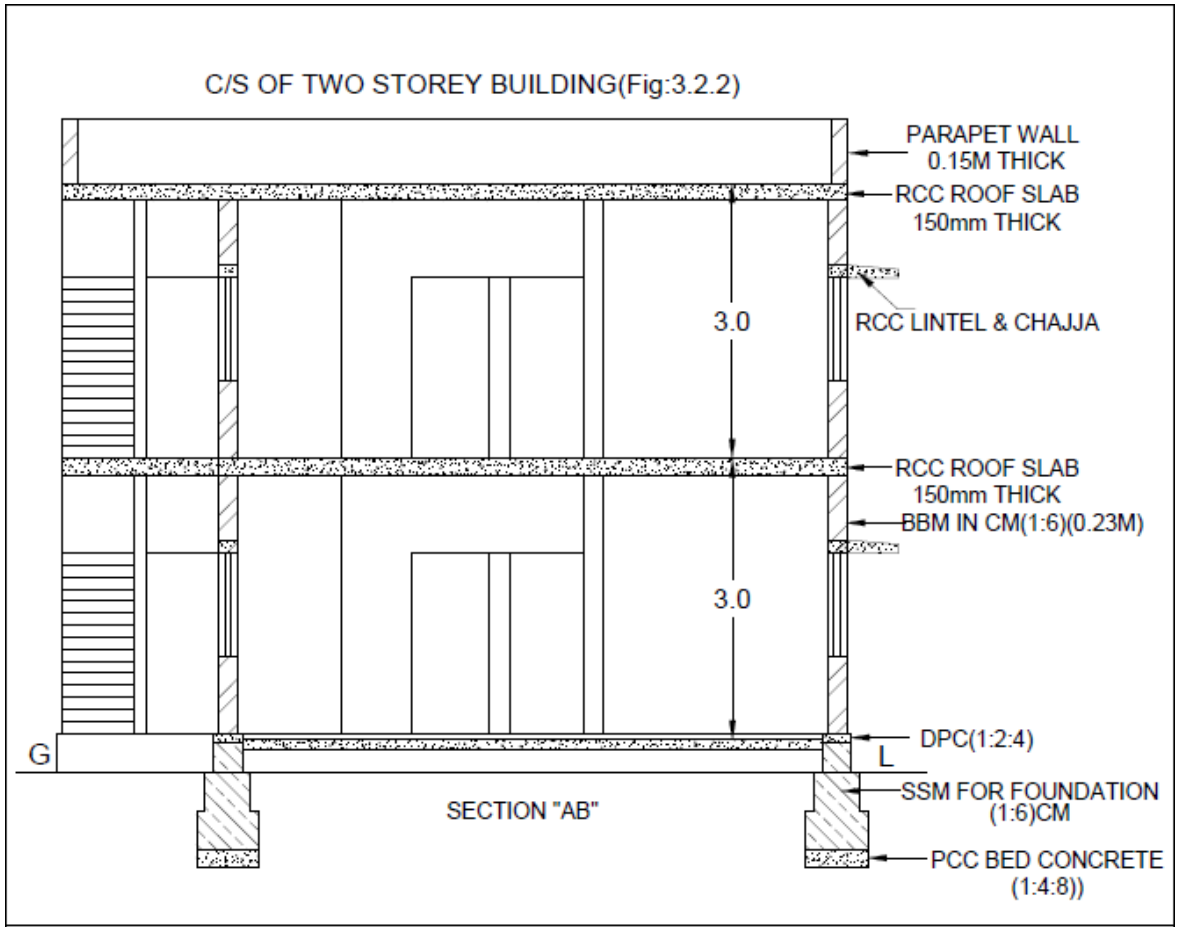 C/S OF TWO STOREY BUILDING(Fig:3.2.2)
PARAPET WALL
0.15M THICK
RCC ROOF SLAB
150mm THICK
3.0
RCC LINTEL & CHAJJA
RCC ROOF SLAB
150mm THICK
BBM IN CM(1:6)(0.23M)
3.0
DPC(1:2:4)
G
L
SSM FOR FOUNDATION
(1:6)CM
SECTION "AB"
PCC BED CONCRETE
(1:4:8))